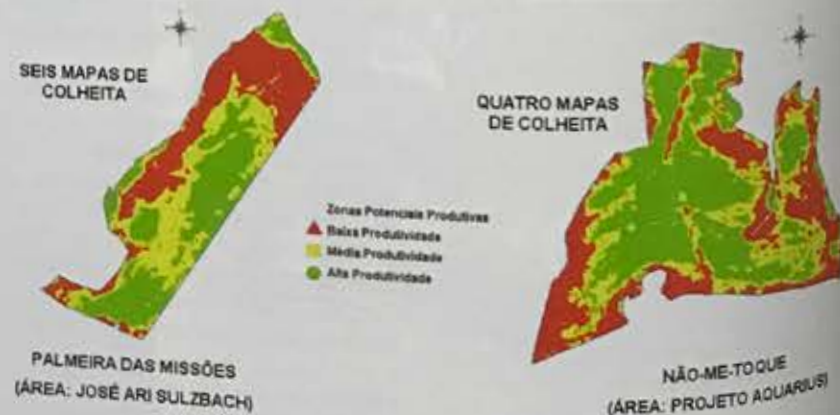 SEIS MAPAS DE
COLHEITA
QUATRO MAPAS
DE COLHEITA
Zonas Potenciais Produtivas
Baixa Produtividade
Média Produtividade
Alta Produtividade
PALMEIRA DAS MISSÕES
(ÁREA: JOSÉ ARI SULZBACH)
NÃO-ME-TOQUE
(ÁREA: PROJETO AQUARIUS)